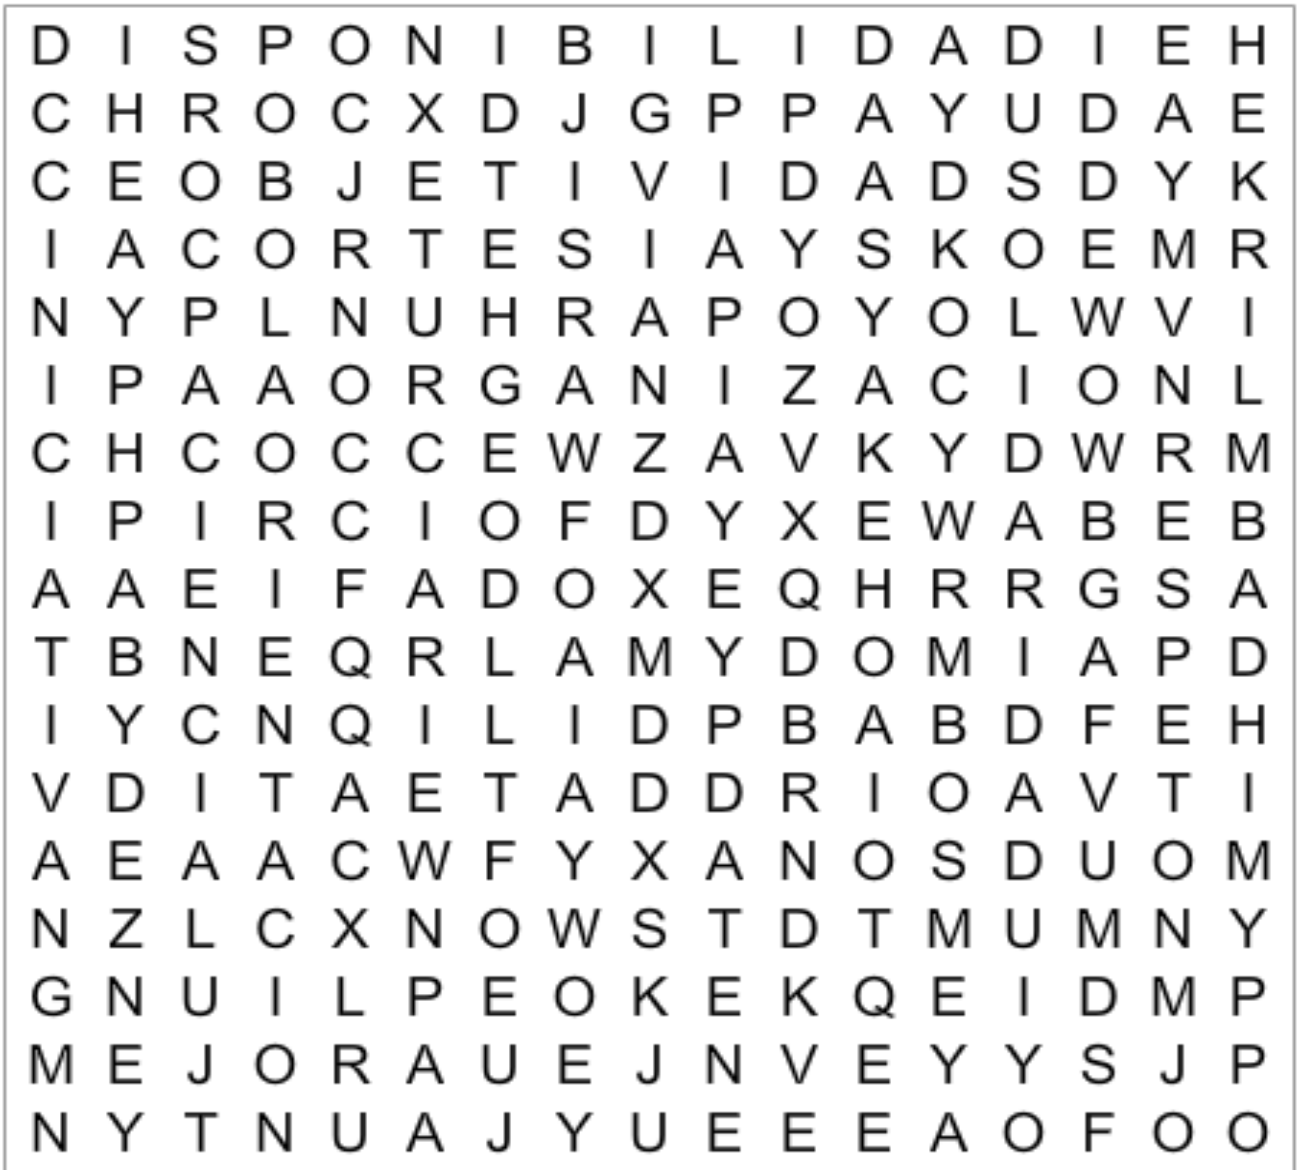 D I S P O N I B I L I D A D I E H
C H R O C X D J G P P A Y U D A E
C E O B J E T I V I D A D S D Y K
I A C O R T E S I A Y S K O E M R
N Y P L N U H R A P O Y O L W V I
I P A A O R G A N I Z A C I O N L
C H C O C C E W Z A V K Y D W R M
I P I R C I O F D Y X E W A B E B
A A E I F A D O X E Q H R R G S A
T B N E Q R L A M Y D O M I A P D
I Y C N Q I L I D P B A B D F E H
V D I T A E T A D D R I O A V T I
A E A A C W F Y X A N O S D U O M
N Z L C X N O W S T D T M U M N Y
G N U I L P E O K E K Q E I D M P
M E J O R A U E J N V E Y Y S J P
N Y T N U A J Y U E E E A O F O O